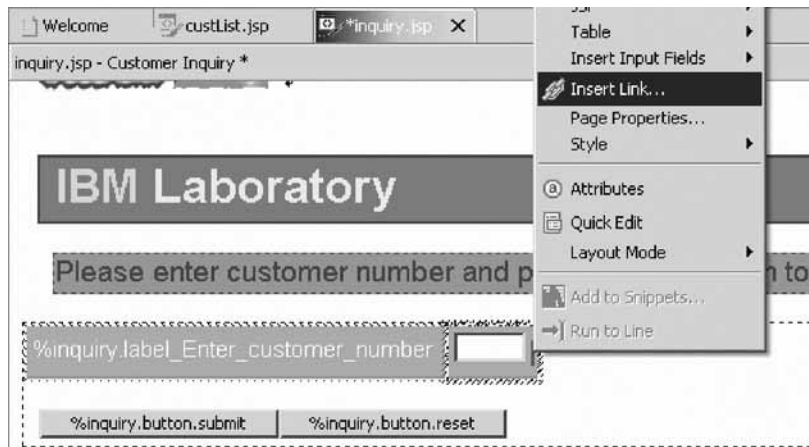 Welcome custList.jsp *inquiry.jsp
inquiry.jsp - Customer Inquiry *
Table
Insert Input Fields
Insert Link...
Page Properties...
Style
Attributes
Quick Edit
Layout Mode
Add to Snippets...
Run to Line
IBM Laboratory
Please enter customer number and p n to
%inquiry.label_Enter_customer_number
%inquiry.button.submit %inquiry.button.reset